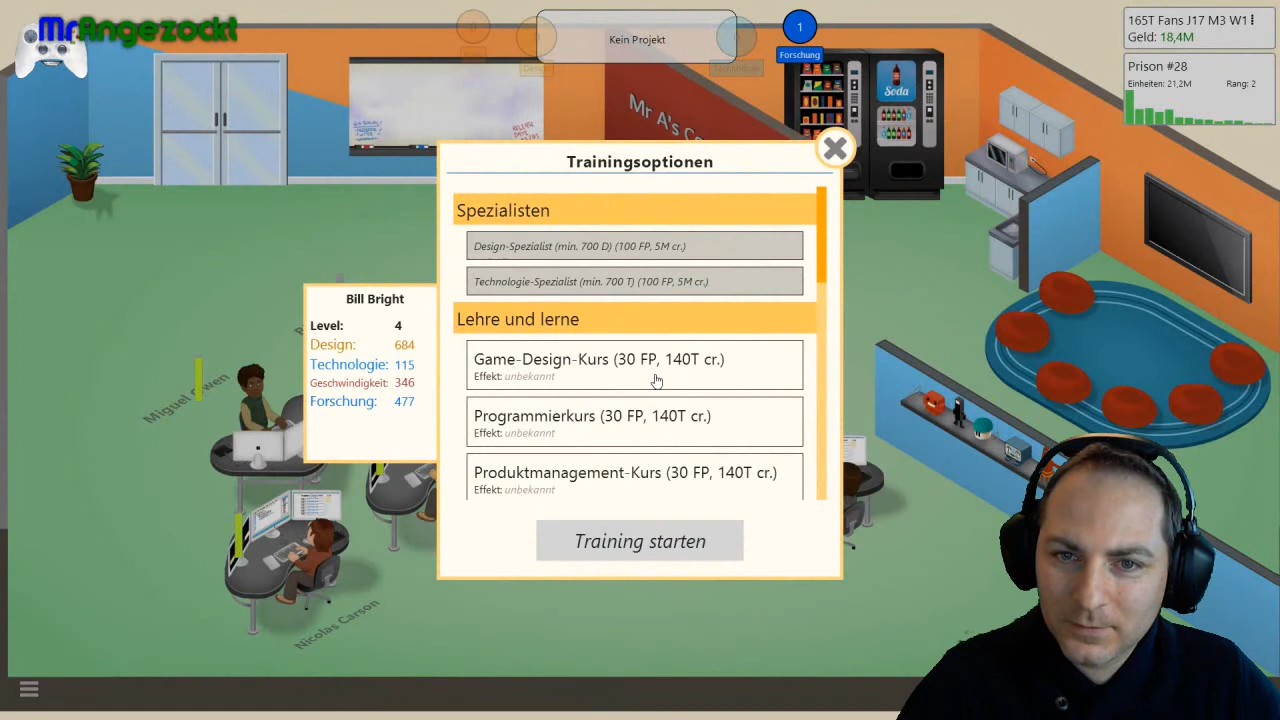 MrAngezockt
Kein Projekt
1
Forschung
165T Fans J17 M3 W1
Geld: 18,4M
Prison #28
Einheiten: 21,2M
Rang: 2
Soda
RELEASE
Mr A's Co
Trainingsoptionen
Spezialisten
Design-Spezialist (min. 700 D) (100 FP, 5M cr.)
Technologie-Spezialist (min. 700 T) (100 FP, 5M cr.)
Lehre und lerne
Game-Design-Kurs (30 FP, 140T cr.)
Effekt: unbekannt
Programmierkurs (30 FP, 140T cr.)
Effekt: unbekannt
Produktmanagement-Kurs (30 FP, 140T cr.)
Effekt: unbekannt
Training starten
Bill Bright
Level: 4
Design: 684
Technologie: 115
Geschwindigkeit: 346
Forschung: 477
Miguel Owen
Nicolas Carson